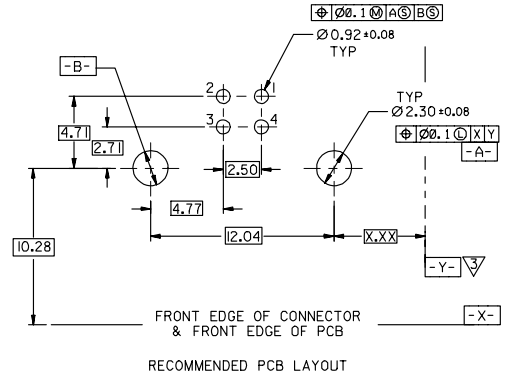 ⌖ Ø0.1 Ⓜ A Ⓢ B Ⓢ
Ø 0.92 ±0.08
TYP
-B-
2
1
TYP
Ø 2.30 ±0.08
3
4
⌖ Ø0.1 Ⓛ X Y
4.71
2.71
-A-
2.50
4.77
10.28
12.04
X.XX
-Y-
3
FRONT EDGE OF CONNECTOR
& FRONT EDGE OF PCB
-X-
RECOMMENDED PCB LAYOUT